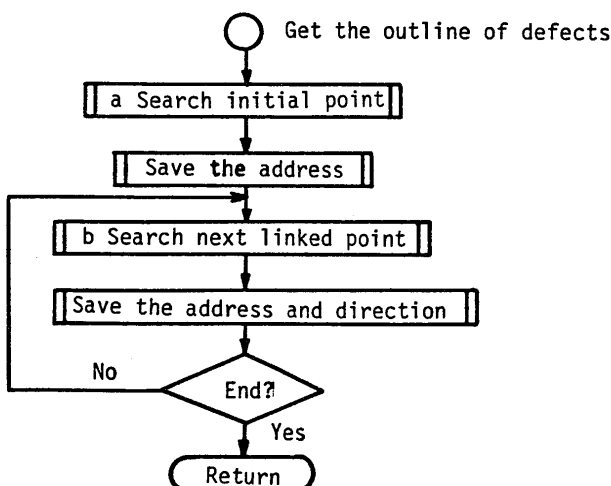 Get the outline of defects
a Search initial point
Save the address
b Search next linked point
Save the address and direction
No
End?
Yes
Return